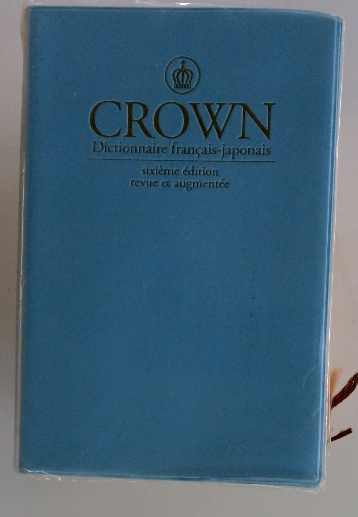 CROWN
Dictionnaire français-japonais
sixième édition
revue et augmentée